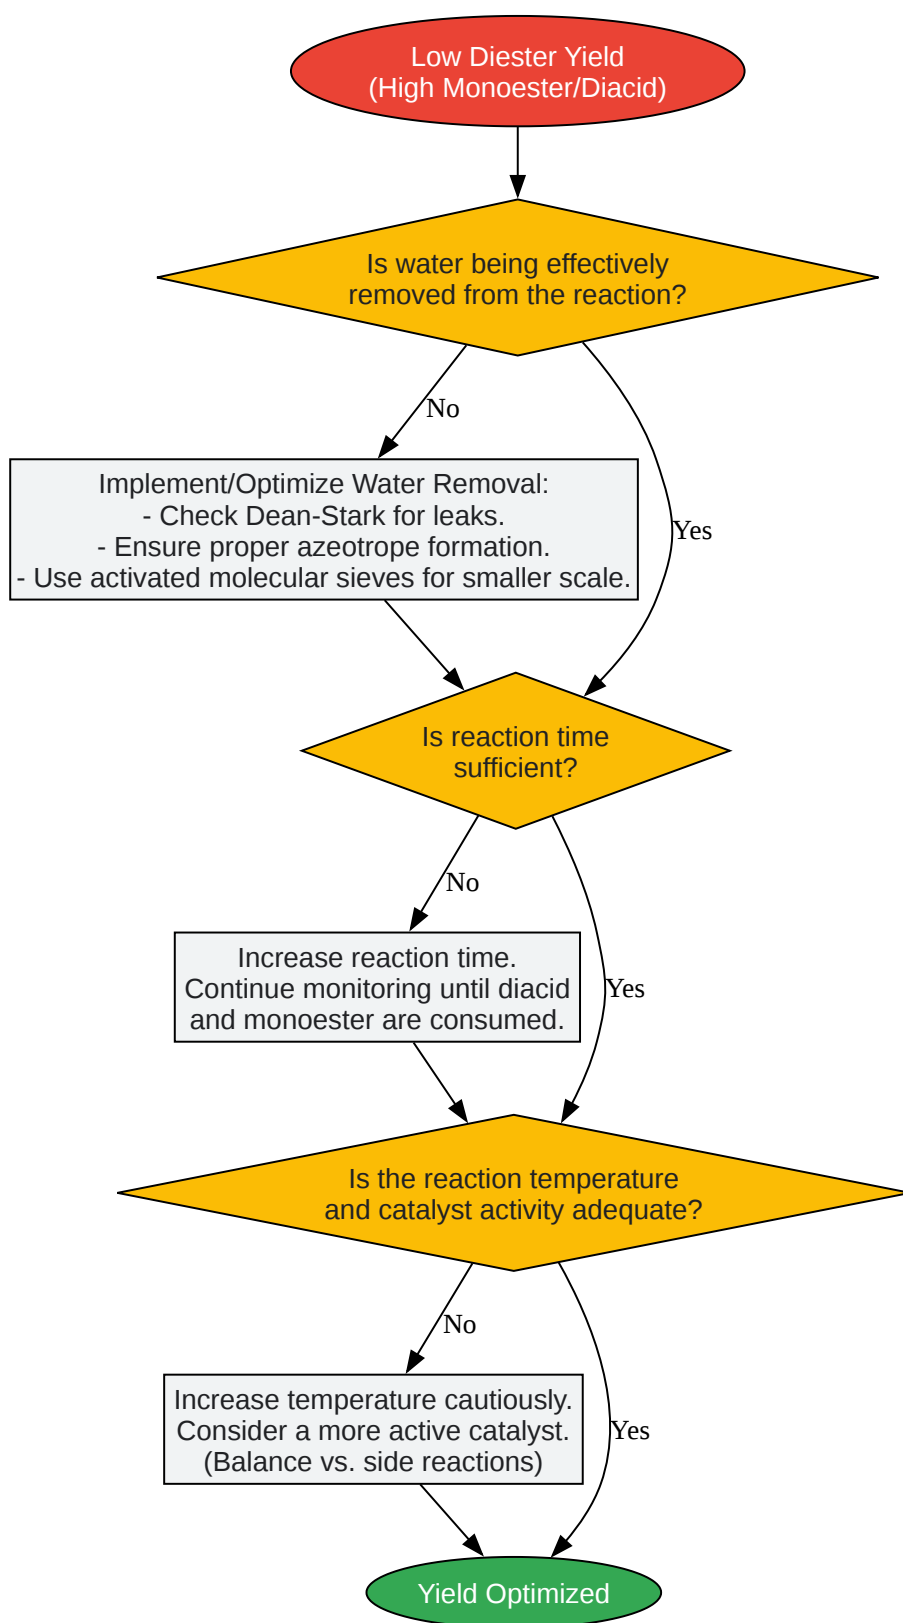 Low Diester Yield
(High Monoester/Diacid)
Is water being effectively
removed from the reaction?
No
Yes
Implement/Optimize Water Removal:
- Check Dean-Stark for leaks.
- Ensure proper azeotrope formation.
- Use activated molecular sieves for smaller scale.
Is reaction time
sufficient?
No
Yes
Increase reaction time.
Continue monitoring until diacid
and monoester are consumed.
Is the reaction temperature
and catalyst activity adequate?
No
Yes
Increase temperature cautiously.
Consider a more active catalyst.
(Balance vs. side reactions)
Yield Optimized